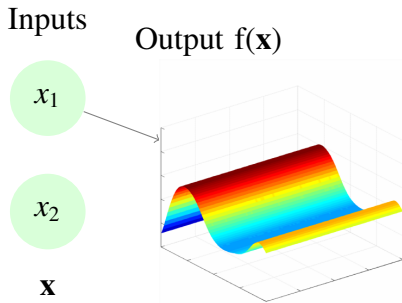 Inputs
Output f(x)
x₁
x₂
x